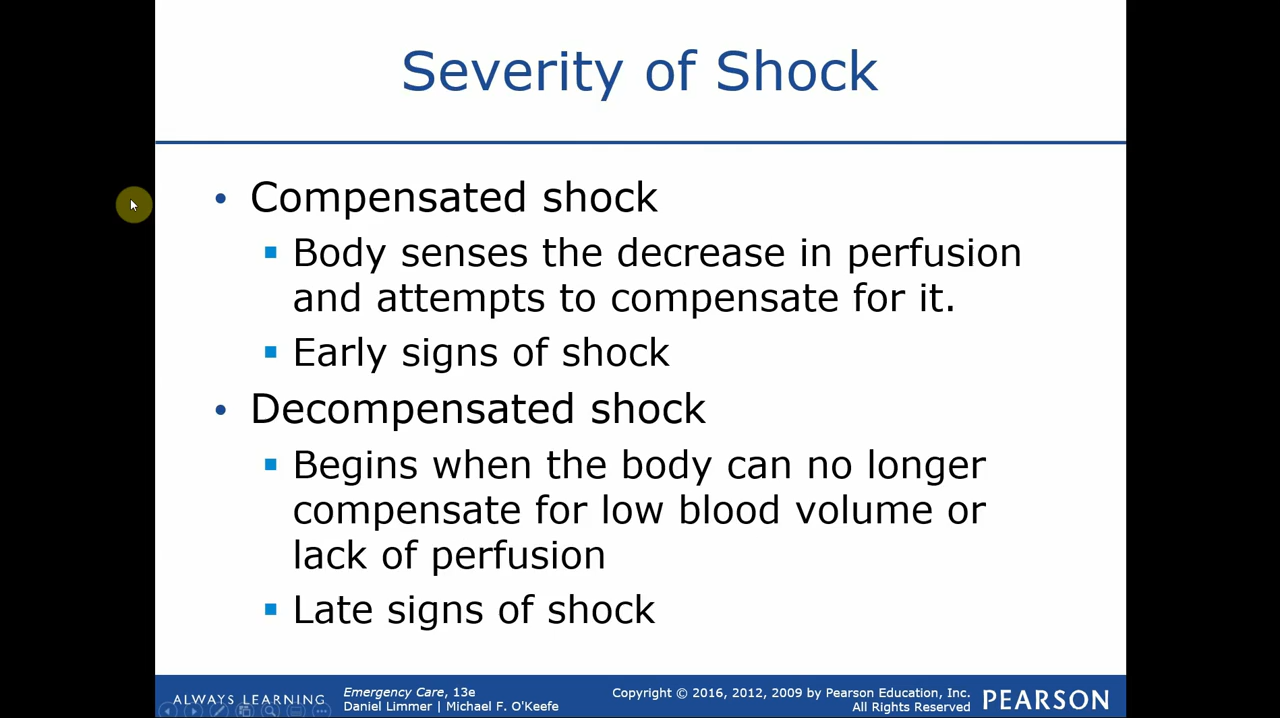 Severity of Shock
• Compensated shock
▪ Body senses the decrease in perfusion
and attempts to compensate for it.
▪ Early signs of shock
• Decompensated shock
▪ Begins when the body can no longer
compensate for low blood volume or
lack of perfusion
▪ Late signs of shock
ALWAYS LEARNING
Emergency Care, 13e
Daniel Limmer | Michael F. O'Keefe
Copyright © 2016, 2012, 2009 by Pearson Education, Inc.
All Rights Reserved
PEARSON